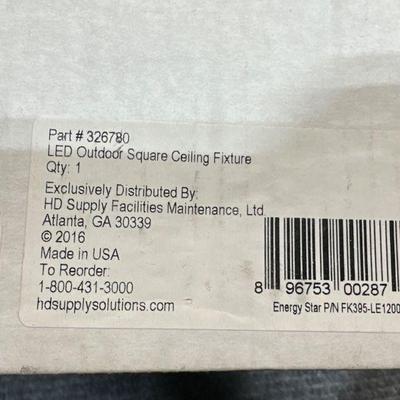 Part # 326780
LED Outdoor Square Ceiling Fixture
Qty: 1
Exclusively Distributed By:
HD Supply Facilities Maintenance, Ltd
Atlanta, GA 30339
© 2016
Made in USA
To Reorder:
1-800-431-3000
hdsupplysolutions.com
8 96753 00287
Energy Star P/N FK395-LE1200